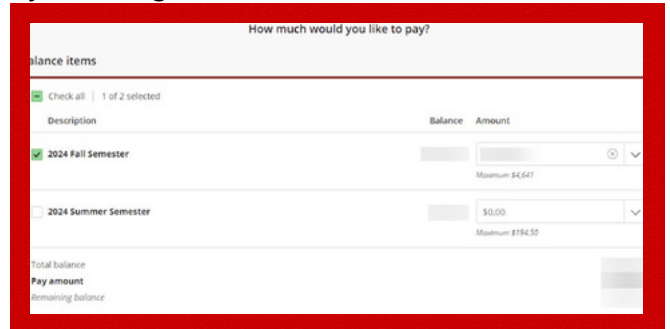 How much would you like to pay?
alance items
Check all | 1 of 2 selected
Description Balance Amount
2024 Fall Semester
Maximum $4,641
2024 Summer Semester $0.00
Maximum $194.50
Total balance
Pay amount
Remaining balance